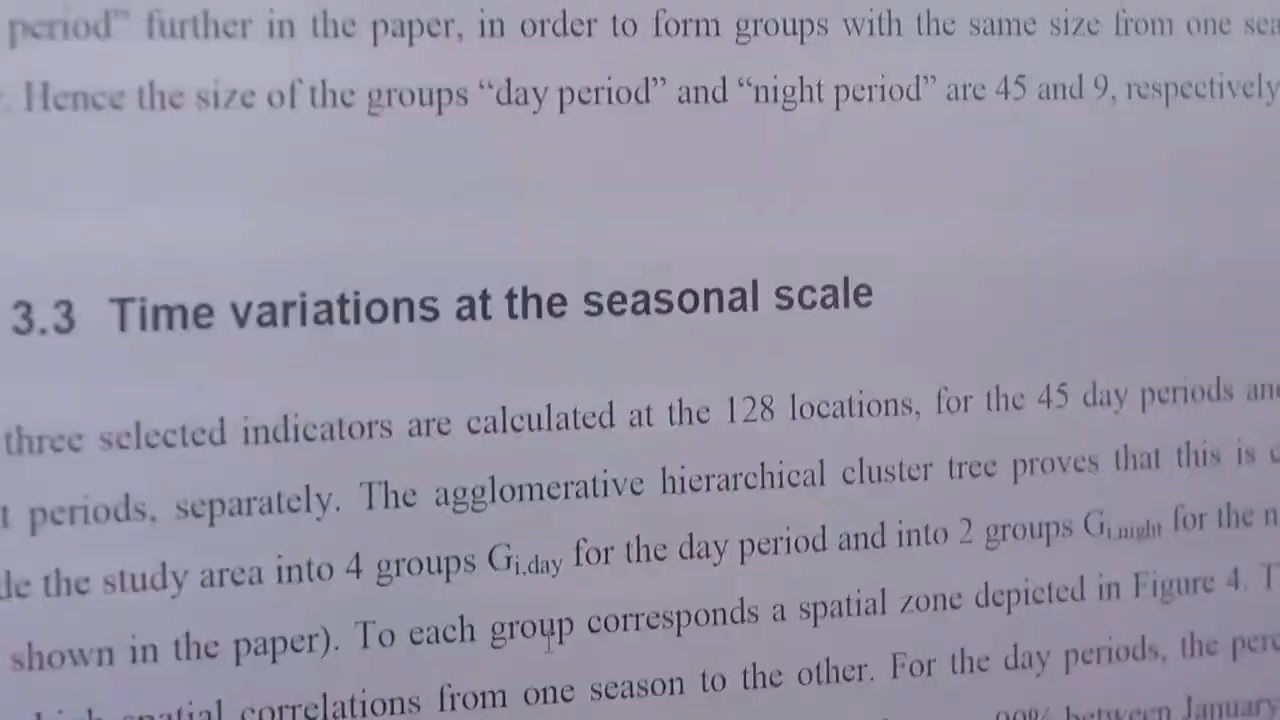 period” further in the paper, in order to form groups with the same size from one sea
. Hence the size of the groups “day period” and “night period” are 45 and 9, respectively
3.3 Time variations at the seasonal scale
three selected indicators are calculated at the 128 locations, for the 45 day periods and
t periods, separately. The agglomerative hierarchical cluster tree proves that this is c
de the study area into 4 groups Gi,day for the day period and into 2 groups Gi,night for the n
shown in the paper). To each group corresponds a spatial zone depicted in Figure 4. T
spatial correlations from one season to the other. For the day periods, the perc
between January